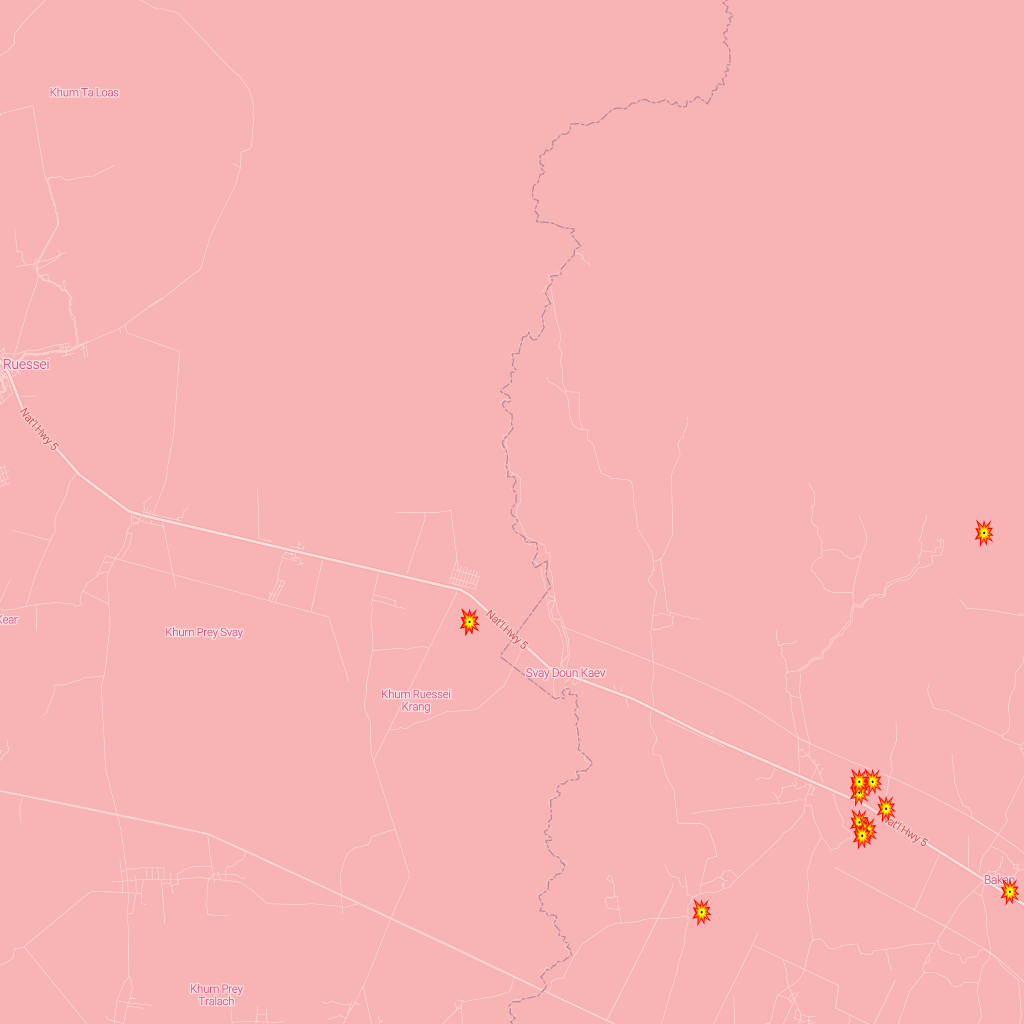 Khum Ta Loas
Ruessei
Nat'l Hwy 5
Kear
Khum Prey Svay
Nat'l Hwy 5
Svay Doun Kaev
Khum Ruessei
Krang
Nat'l Hwy 5
Bakan
Khum Prey
Tralach